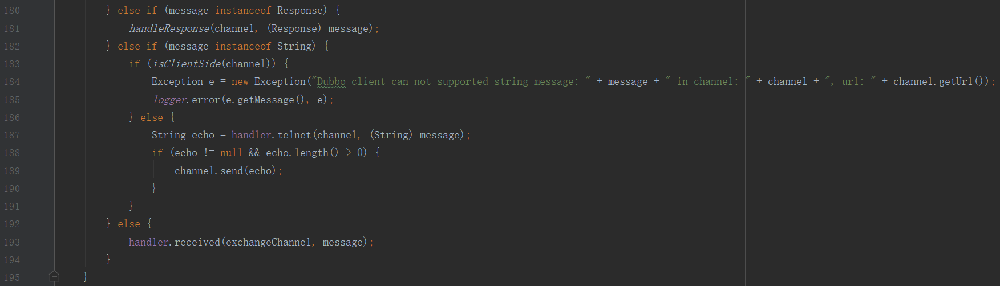 180 } else if (message instanceof Response) {
181 handleResponse(channel, (Response) message);
182 } else if (message instanceof String) {
183 if (isClientSide(channel)) {
184 Exception e = new Exception("Dubbo client can not supported string message: " + message + " in channel: " + channel + ", url: " + channel.getUrl());
185 logger.error(e.getMessage(), e);
186 } else {
187 String echo = handler.telnet(channel, (String) message);
188 if (echo != null && echo.length() > 0) {
189 channel.send(echo);
190 }
191 }
192 } else {
193 handler.received(exchangeChannel, message);
194 }
195 }